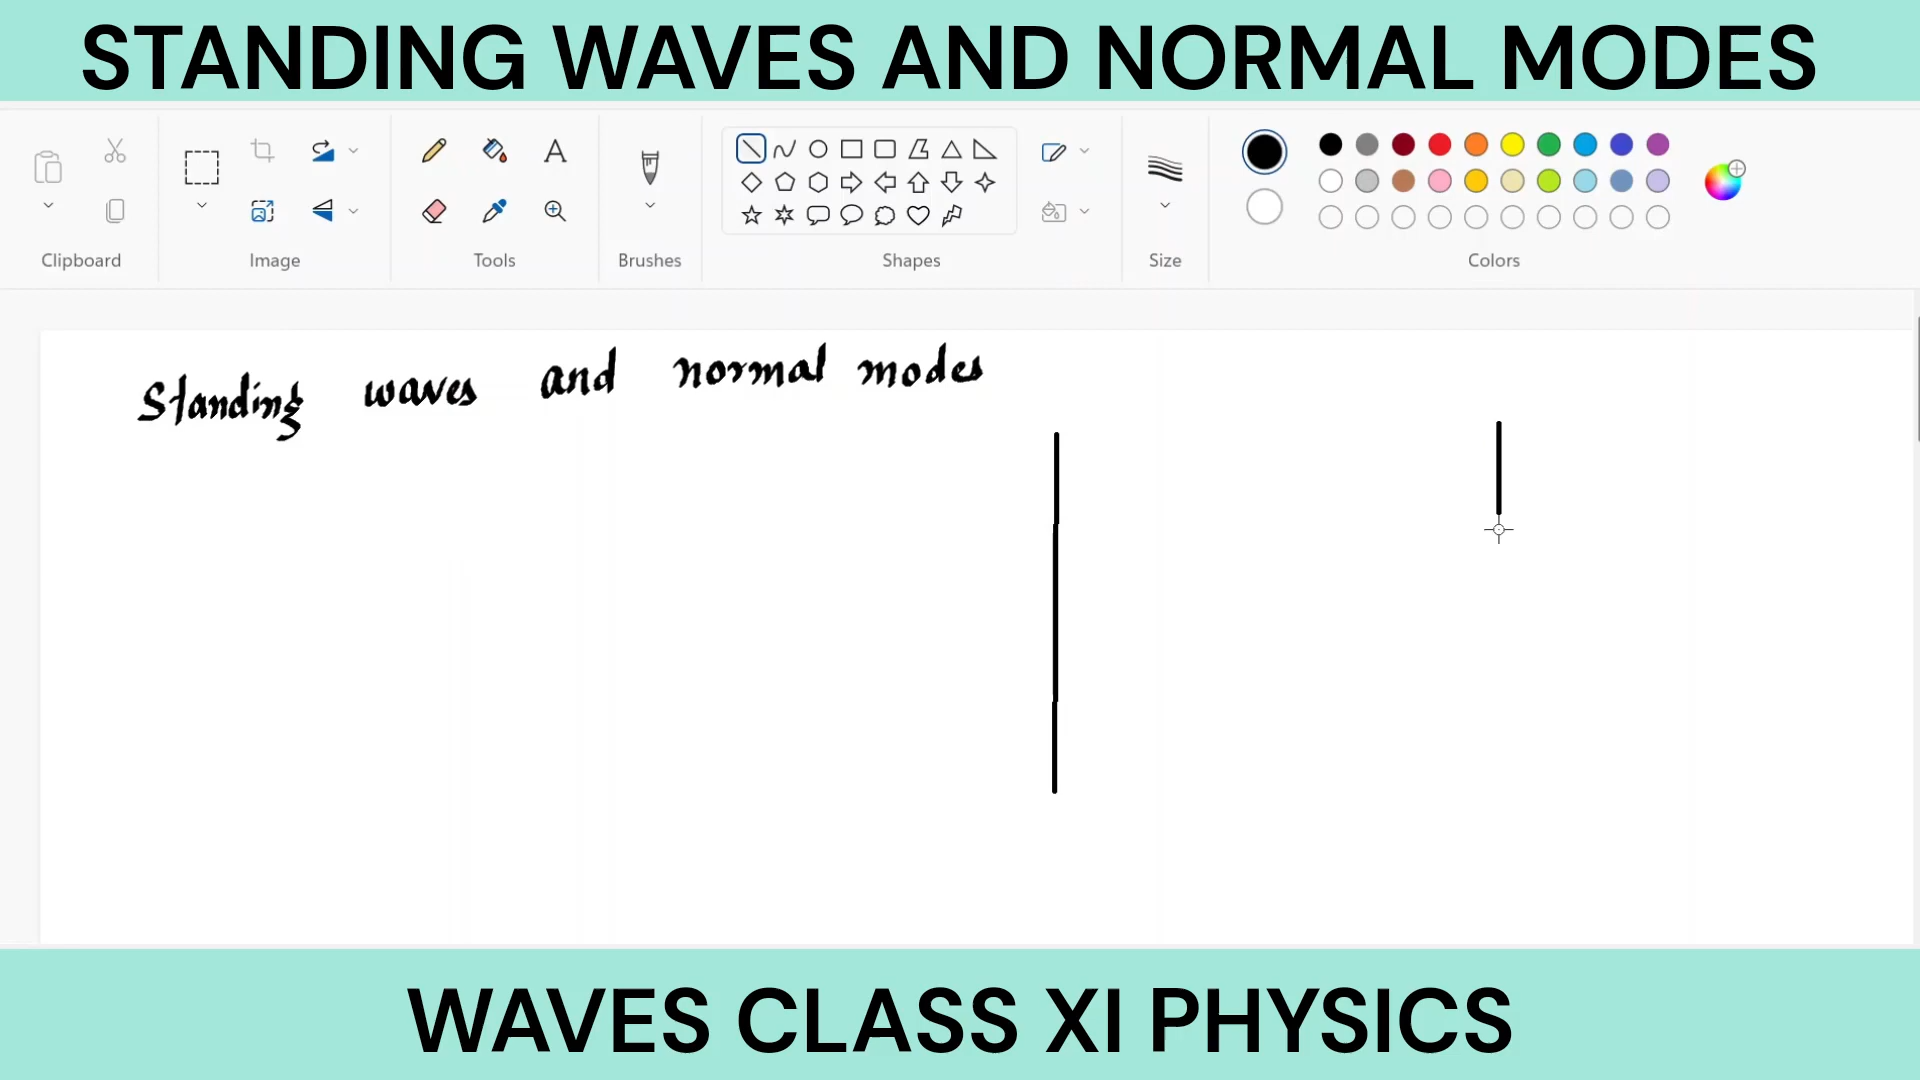 STANDING WAVES AND NORMAL MODES
Clipboard Image Tools Brushes Shapes Size Colors
Standing waves and normal modes
WAVES CLASS XI PHYSICS